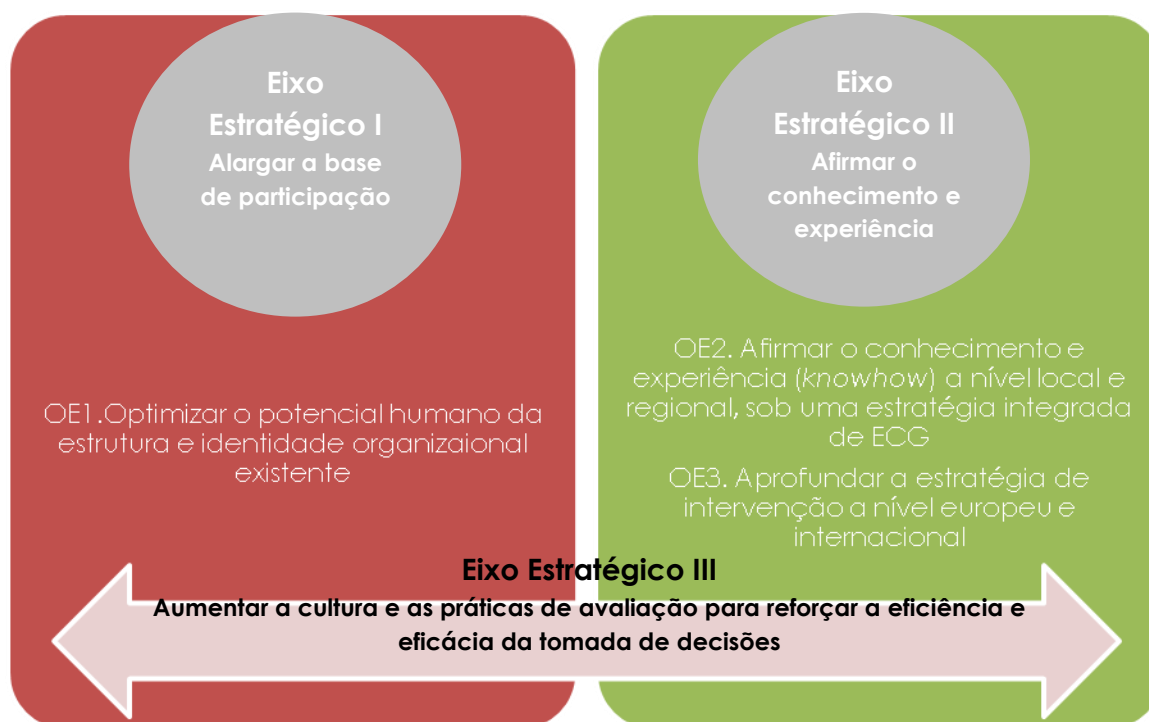 Eixo
Estratégico I
Alargar a base
de participação
OE1.Optimizar o potencial humano da
estrutura e identidade organizaional
existente
Eixo
Estratégico II
Afirmar o
conhecimento e
experiência
OE2. Afirmar o conhecimento e
experiência (knowhow) a nível local e
regional, sob uma estratégia integrada
de ECG
OE3. Aprofundar a estratégia de
intervenção a nível europeu e
internacional
Eixo Estratégico III
Aumentar a cultura e as práticas de avaliação para reforçar a eficiência e
eficácia da tomada de decisões